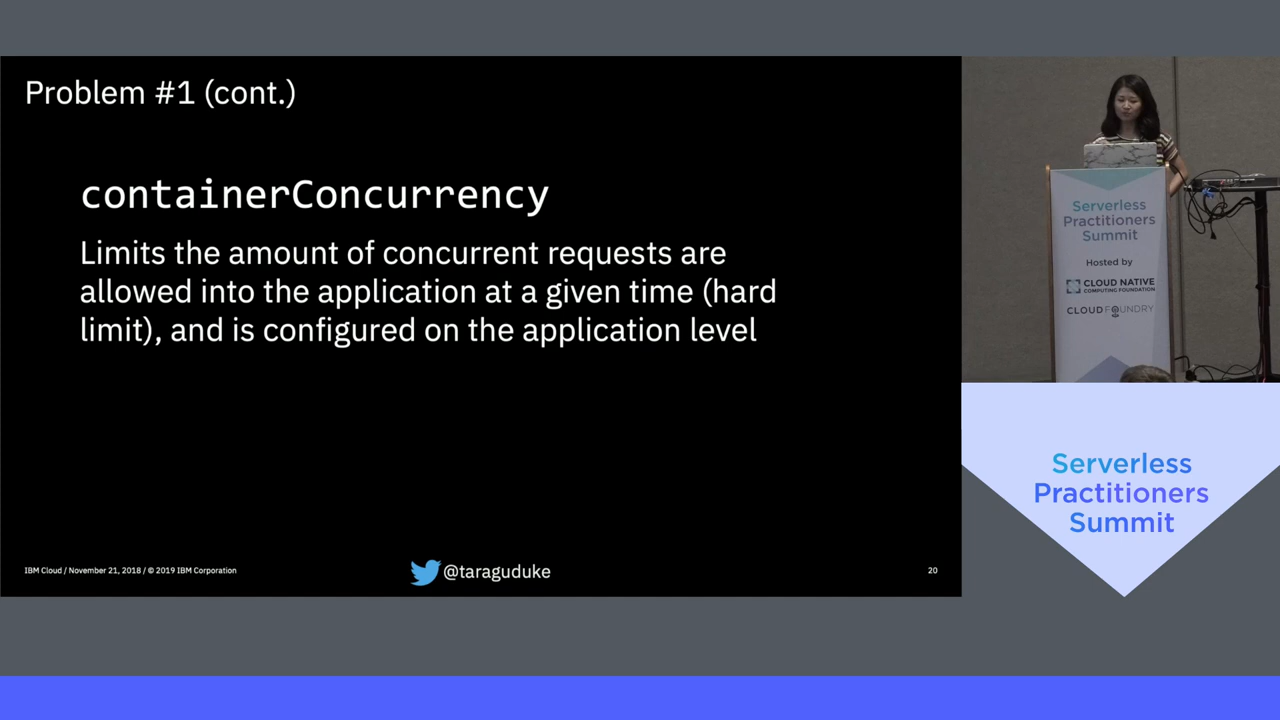 Problem #1 (cont.)
containerConcurrency
Limits the amount of concurrent requests are
allowed into the application at a given time (hard
limit), and is configured on the application level
IBM Cloud / November 21, 2018 / © 2019 IBM Corporation
@taraguduke
20
Serverless
Practitioners
Summit
Hosted by
CLOUD NATIVE
COMPUTING FOUNDATION
CLOUD FOUNDRY
Serverless
Practitioners
Summit